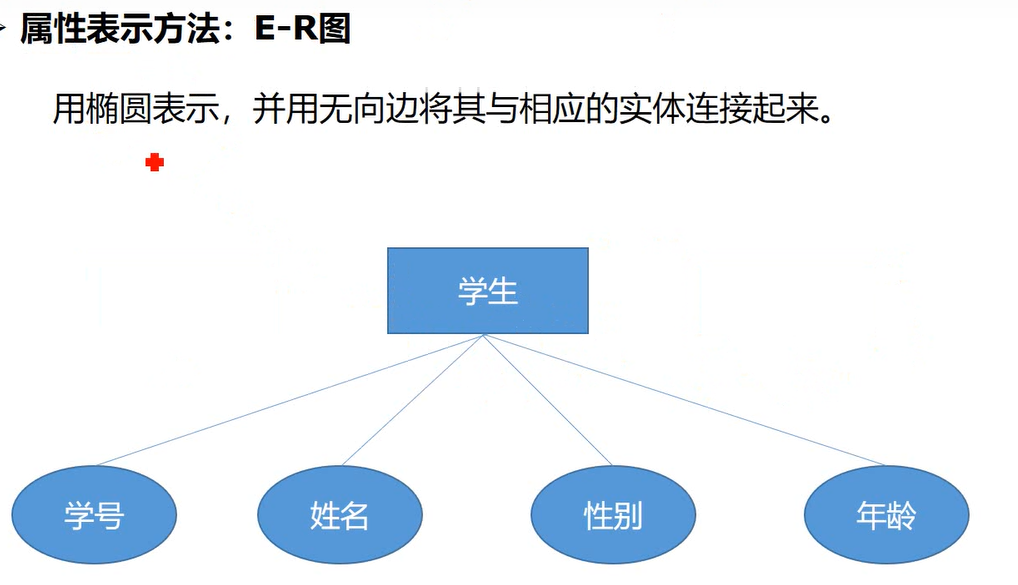 属性表示方法：E-R图
用椭圆表示，并用无向边将其与相应的实体连接起来。
学生
学号
姓名
性别
年龄